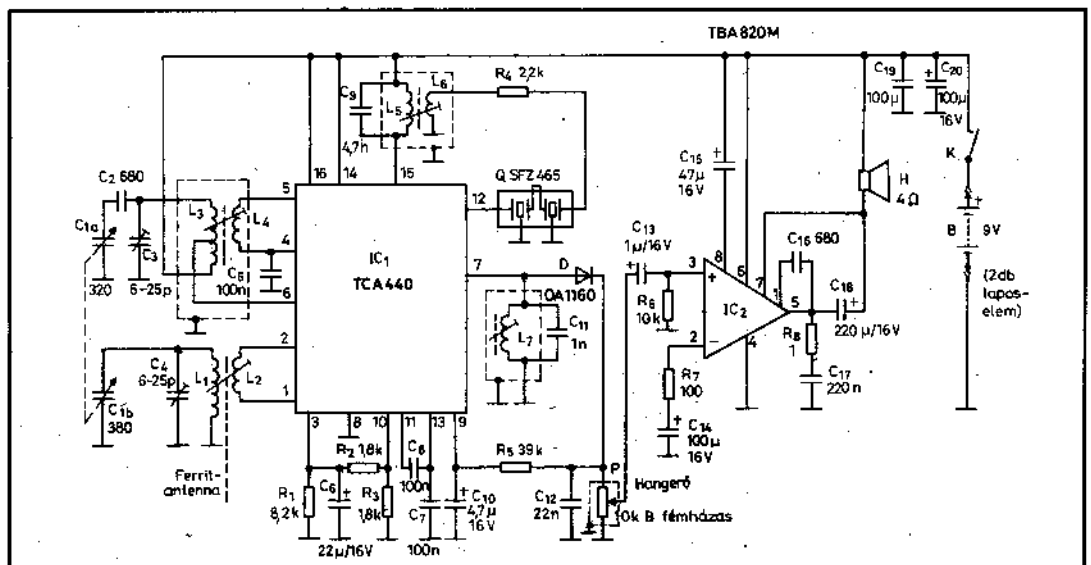 TBA820M
C19
100µ
+ C20
100µ
16V
R4 2,2k
C9
4,7n
L5
L6
16
14
15
K
C2 680
C1a
320
C3
6-25p
L3
L4
C5
100n
5
4
6
IC1
TCA440
12
Q SFZ465
7
D
OA1160
C15
47µ
16V
+
H
4Ω
B
9V
+
(2db
lapos-
elem)
C13
1µ/16V
+
R6
10k
8
6
7
3
+
IC2
1
5
C16 680
C18
+
220µ/16V
2
−
4
R8
1
C17
220n
R7
100
+
C14
100µ
16V
L7
C11
1n
C4
6-25p
C1b
380
L1
L2
2
1
Ferrit-
antenna
3
8
10
11
13
9
R1
8,2k
R2 1,8k
C6
+
22µ/16V
R3
1,8k
C8
100n
C7
100n
+
C10
4,7µ
16V
R5 39k
C12
22n
P
Hangerő
10k B fémházas